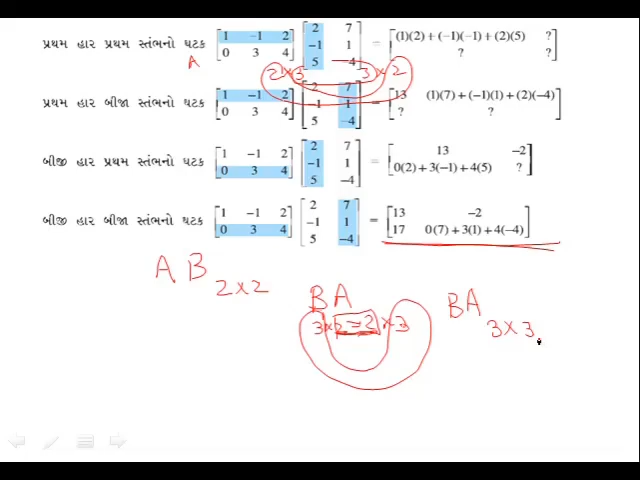 પ્રથમ હાર પ્રથમ સ્તંભનો ઘટક [1 −1 2] [2 7] = [(1)(2)+(−1)(−1)+(2)(5) ?]
[0 3 4] [−1 1] [? ?]
[5 −4]
A 2×3 3×2
પ્રથમ હાર બીજા સ્તંભનો ઘટક [1 −1 2] [2 7] = [13 (1)(7)+(−1)(1)+(2)(−4)]
[0 3 4] [−1 1] [? ?]
[5 −4]
બીજી હાર પ્રથમ સ્તંભનો ઘટક [1 −1 2] [2 7] = [13 −2]
[0 3 4] [−1 1] [0(2)+3(−1)+4(5) ?]
[5 −4]
બીજી હાર બીજા સ્તંભનો ઘટક [1 −1 2] [2 7] = [13 −2]
[0 3 4] [−1 1] [17 0(7)+3(1)+4(−4)]
[5 −4]
AB 2×2
BA
3×2=2×3
BA 3×3